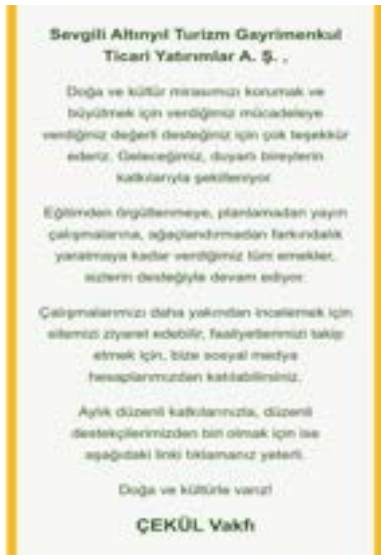 Sevgili Altınyıl Turizm Gayrimenkul
Ticari Yatırımlar A. Ş. ,
Doğa ve kültür mirasımızı korumak ve
büyütmek için verdiğimiz mücadeleye
verdiğiniz değerli desteğiniz için çok teşekkür
ederiz. Geleceğimiz, duyarlı bireylerin
katkılarıyla şekilleniyor.
Eğitimden örgütlenmeye, planlamadan yayın
çalışmalarına, ağaçlandırmadan farkındalık
yaratmaya kadar verdiğimiz tüm emekler,
sizlerin desteğiyle devam ediyor.
Çalışmalarımızı daha yakından incelemek için
sitemizi ziyaret edebilir, faaliyetlerimizi takip
etmek için, bize sosyal medya
hesaplarımızdan katılabilirsiniz.
Aylık düzenli katkılarınızla, düzenli
destekçilerimizden biri olmak için ise
aşağıdaki linki tıklamanız yeterli.
Doğa ve kültürle varız!
ÇEKÜL Vakfı